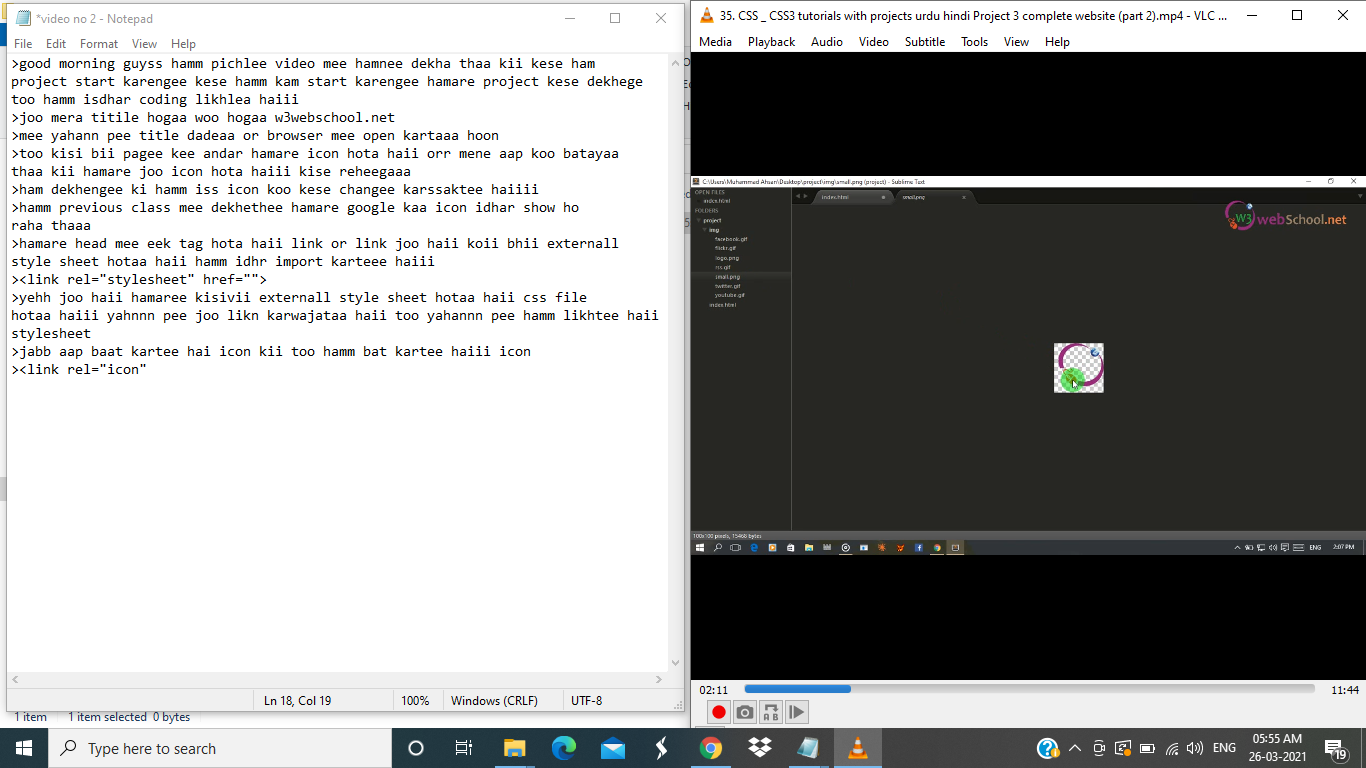 *video no 2 - Notepad
File Edit Format View Help
>good morning guyss hamm pichlee video mee hamnee dekha thaa kii kese ham
project start karengee kese hamm kam start karengee hamare project kese dekhege
too hamm isdhar coding likhlea haiii
>joo mera titile hogaa woo hogaa w3webschool.net
>mee yahann pee title dadeaa or browser mee open kartaaa hoon
>too kisi bii pagee kee andar hamare icon hota haii orr mene aap koo batayaa
thaa kii hamare joo icon hota haiii kise reheegaaa
>ham dekhengee ki hamm iss icon koo kese changee karssaktee haiiii
>hamm previous class mee dekhethee hamare google kaa icon idhar show ho
raha thaaa
>hamare head mee eek tag hota haii link or link joo haii koii bhii externall
style sheet hotaa haii hamm idhr import karteee haiii
><link rel="stylesheet" href="">
>yehh joo haii hamaree kisivii externall style sheet hotaa haii css file
hotaa haiii yahnnn pee joo likn karwajataa haii too yahannn pee hamm likhtee haii
stylesheet
>jabb aap baat kartee hai icon kii too hamm bat kartee haiii icon
><link rel="icon"
Ln 18, Col 19 100% Windows (CRLF) UTF-8
1 item 1 item selected 0 bytes
35. CSS _ CSS3 tutorials with projects urdu hindi Project 3 complete website (part 2).mp4 - VLC ...
Media Playback Audio Video Subtitle Tools View Help
C:\Users\Muhammad Ahsan\Desktop\project\img\small.png (project) - Sublime Text
OPEN FILES
index.html
FOLDERS
project
img
facebook.gif
flickr.gif
logo.png
rss.gif
small.png
twitter.gif
youtube.gif
index.html
index.html small.png
W3 webSchool.net
100x100 pixels, 15468 bytes
ENG 2:07 PM
02:11 11:44
A B
Type here to search
ENG
05:55 AM
26-03-2021
19